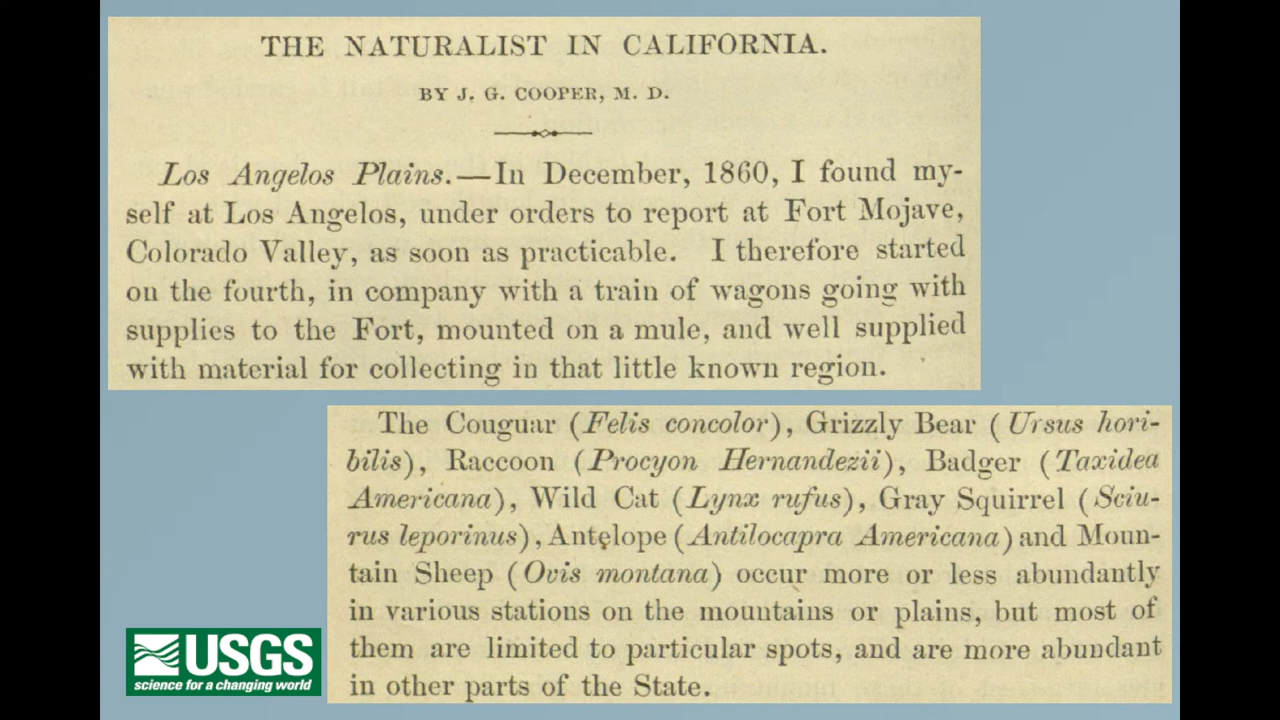 THE NATURALIST IN CALIFORNIA.
BY J. G. COOPER, M. D.
Los Angelos Plains.—In December, 1860, I found my-
self at Los Angelos, under orders to report at Fort Mojave,
Colorado Valley, as soon as practicable. I therefore started
on the fourth, in company with a train of wagons going with
supplies to the Fort, mounted on a mule, and well supplied
with material for collecting in that little known region.
The Couguar (Felis concolor), Grizzly Bear (Ursus hori-
bilis), Raccoon (Procyon Hernandezii), Badger (Taxidea
Americana), Wild Cat (Lynx rufus), Gray Squirrel (Sciu-
rus leporinus), Antelope (Antilocapra Americana) and Moun-
tain Sheep (Ovis montana) occur more or less abundantly
in various stations on the mountains or plains, but most of
them are limited to particular spots, and are more abundant
in other parts of the State.
USGS
science for a changing world